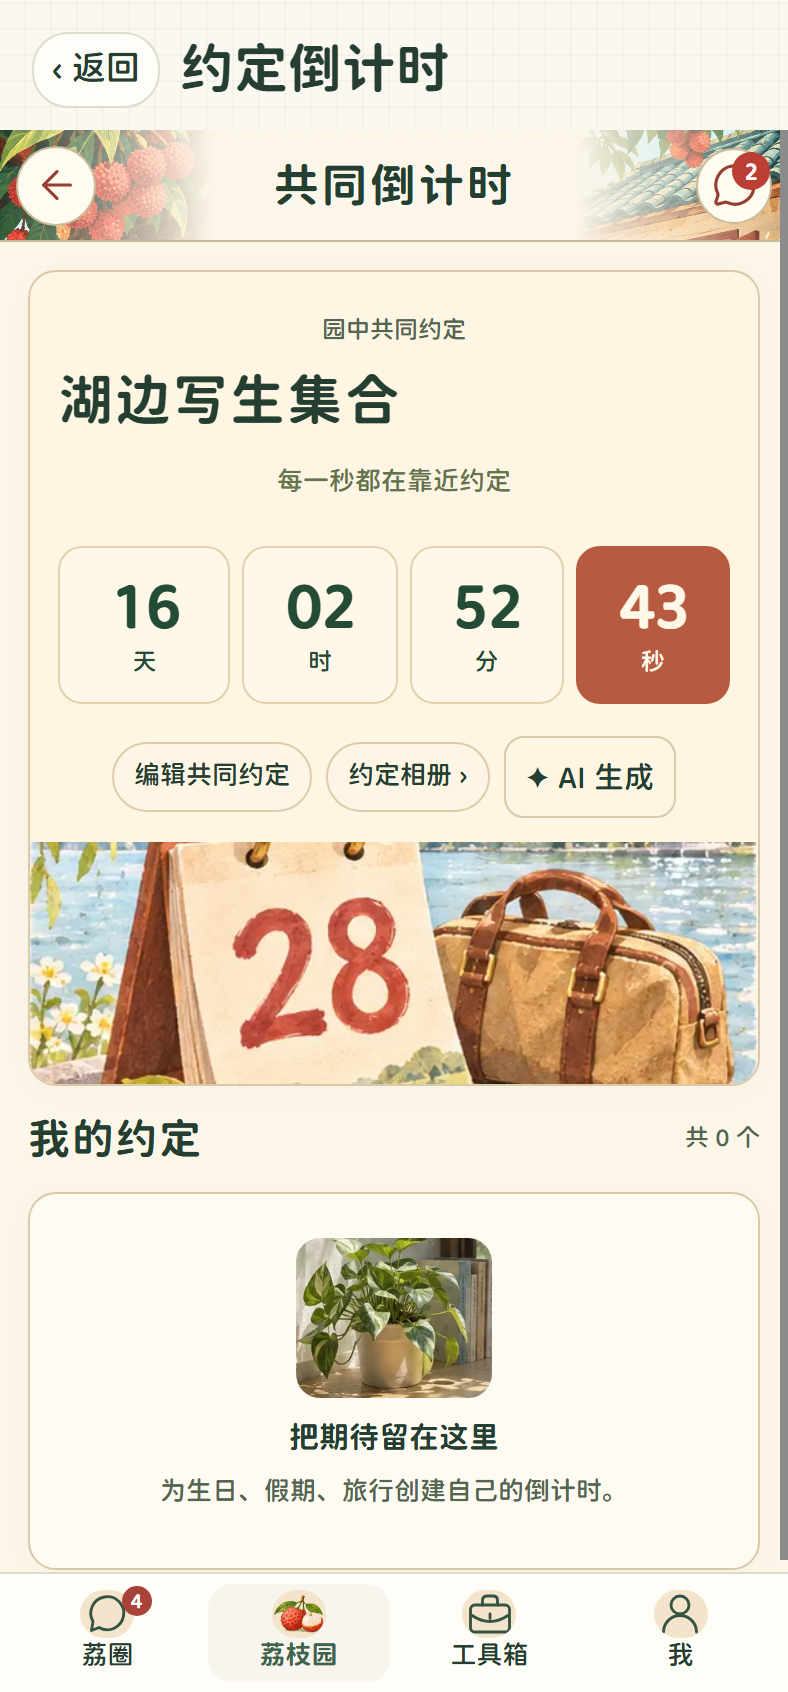 ‹ 返回
约定倒计时
共同倒计时
2
园中共同约定
湖边写生集合
每一秒都在靠近约定
16
天
02
时
52
分
43
秒
编辑共同约定
约定相册 ›
✦ AI 生成
28
我的约定
共 0 个
把期待留在这里
为生日、假期、旅行创建自己的倒计时。
4
荔圈
荔枝园
工具箱
我